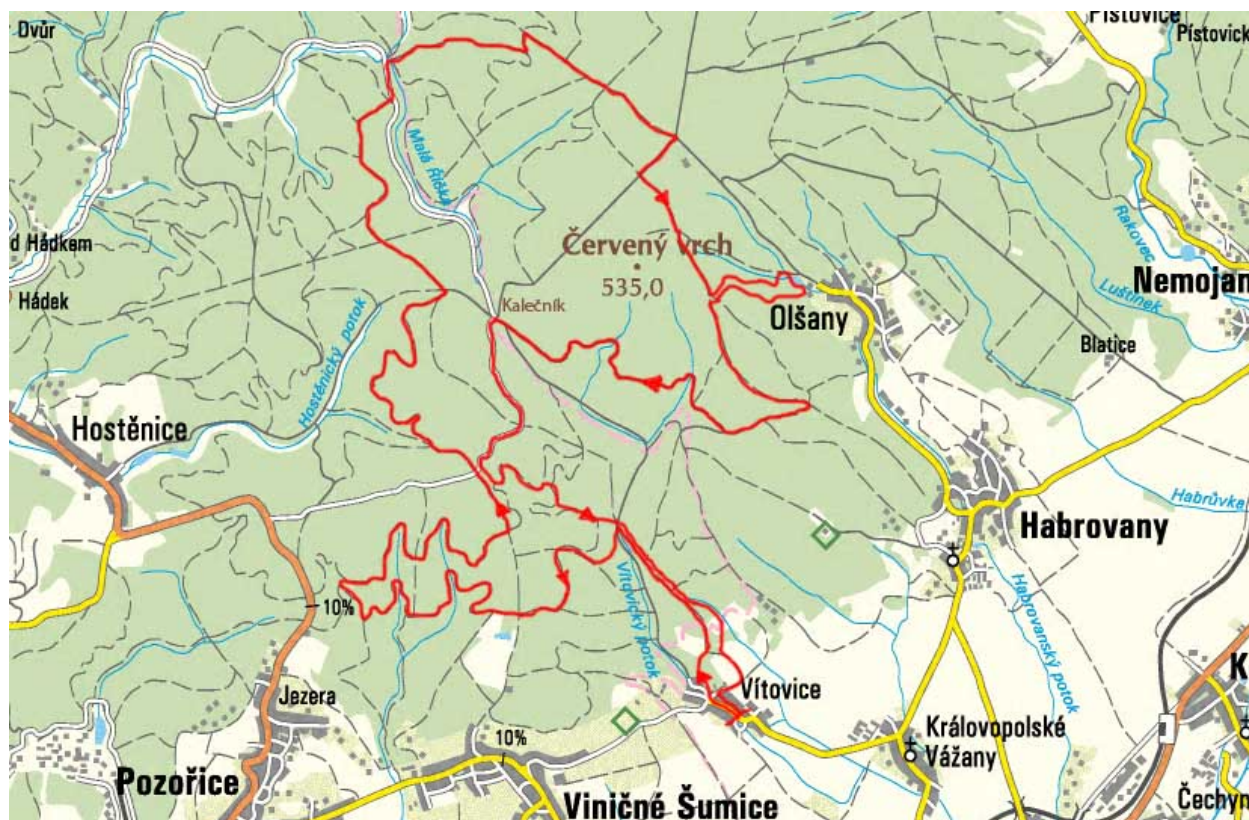 Dvůr
Pístovice
Pístovick
Malá Říčka
d Hádkem
Hádek
Červený vrch
535,0
Kalečník
Hostěnický potok
Olšany
Rakovec
Luštínek
Nemojan
Blatice
Hostěnice
Habrůvka
Habrovany
10%
Vítovický potok
Habrovanský potok
Jezera
Vítovice
K
Královopolské
Vážany
10%
Pozořice
Viničné Šumice
Čechyn